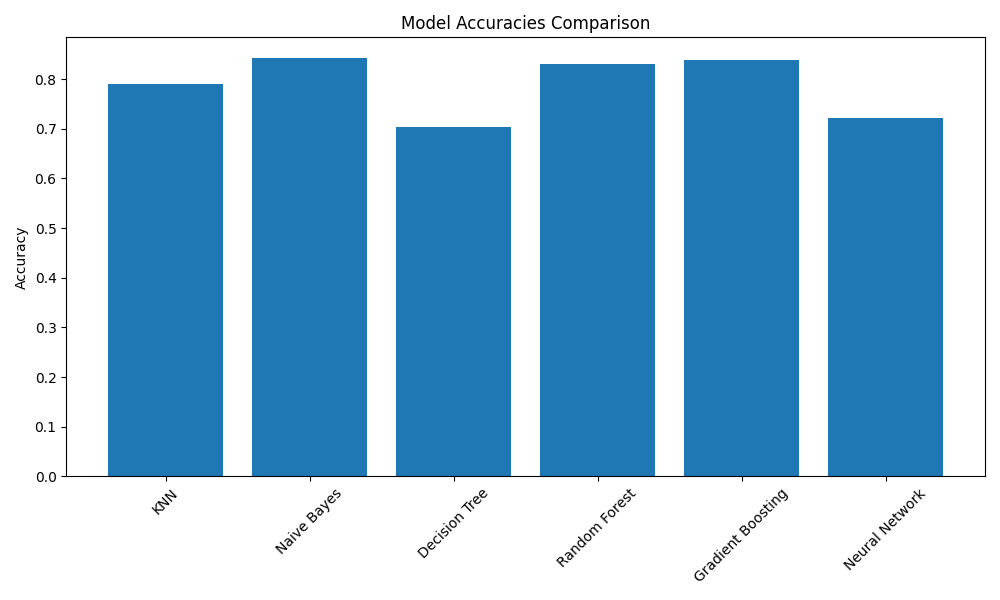 Model Accuracies Comparison
Accuracy
0.8
0.7
0.6
0.5
0.4
0.3
0.2
0.1
0.0
KNN
Naive Bayes
Decision Tree
Random Forest
Gradient Boosting
Neural Network